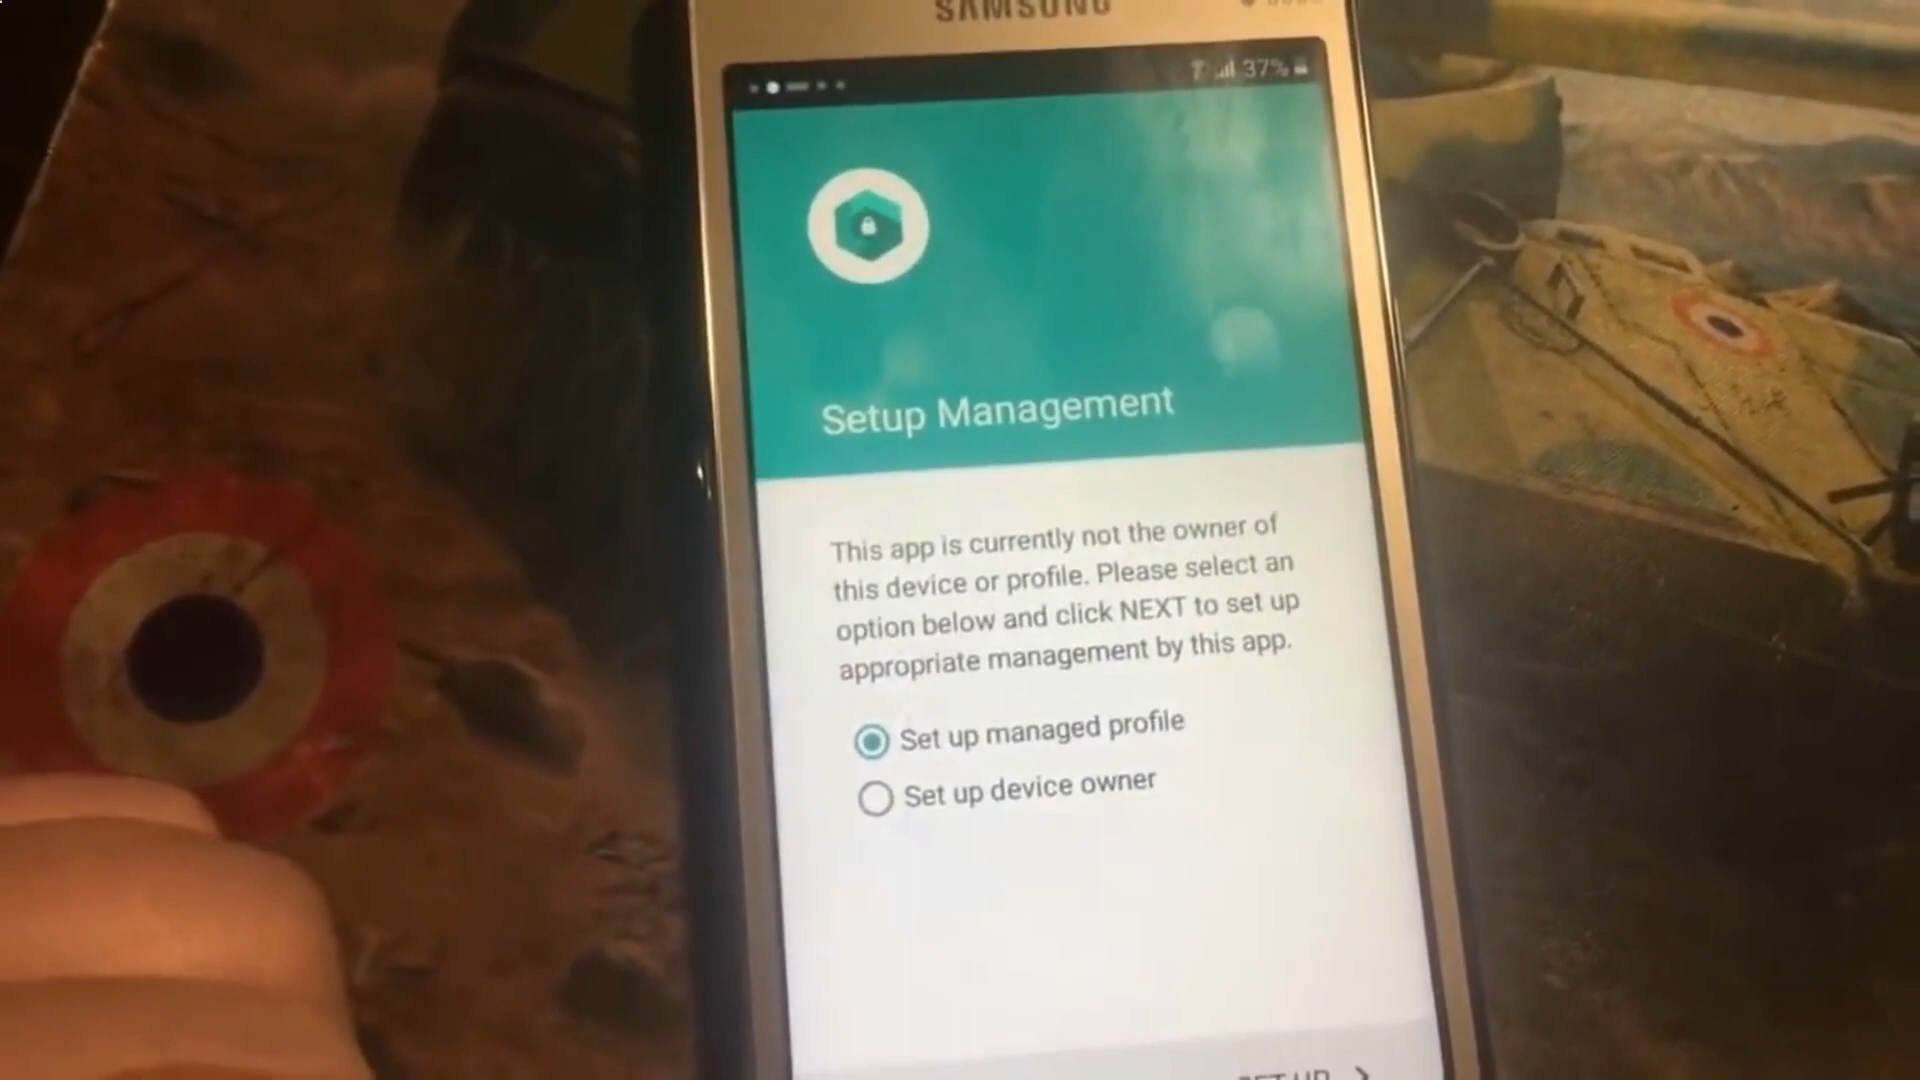 SAMSUNG
37%
Setup Management
This app is currently not the owner of
this device or profile. Please select an
option below and click NEXT to set up
appropriate management by this app.
Set up managed profile
Set up device owner
SET UP